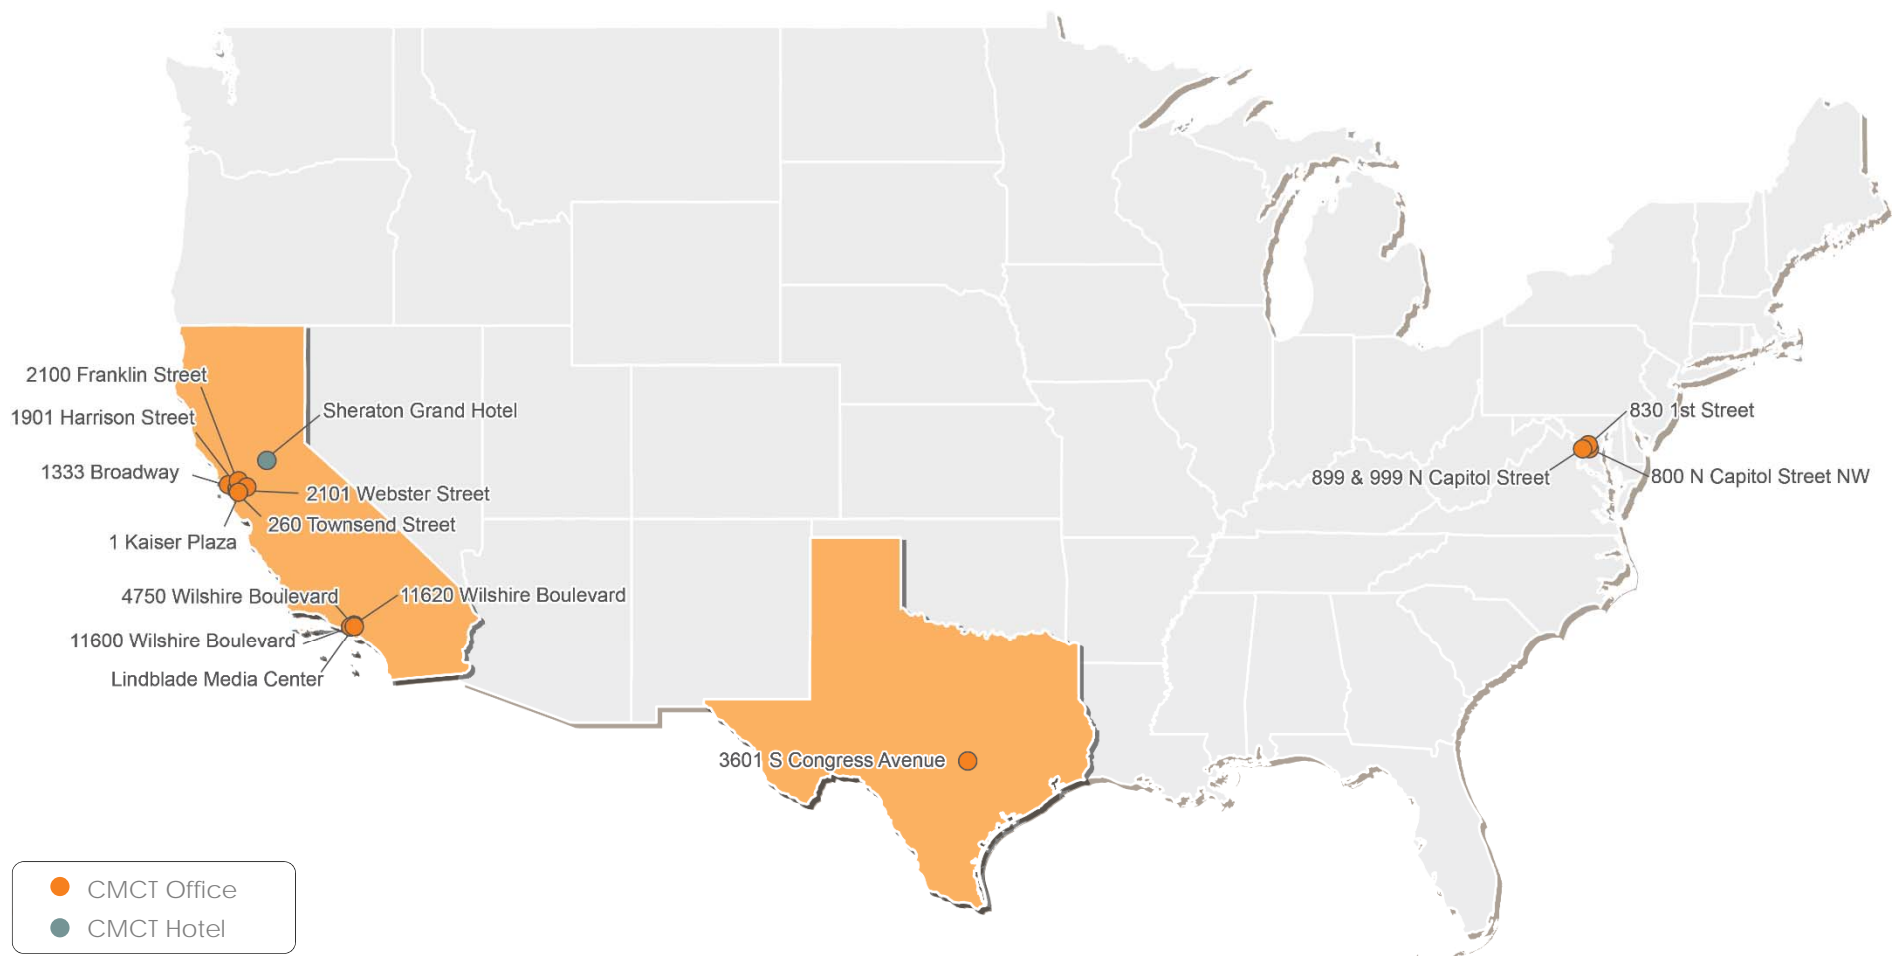 2100 Franklin Street
1901 Harrison Street
Sheraton Grand Hotel
1333 Broadway
2101 Webster Street
260 Townsend Street
1 Kaiser Plaza
4750 Wilshire Boulevard
11620 Wilshire Boulevard
11600 Wilshire Boulevard
Lindblade Media Center
830 1st Street
899 & 999 N Capitol Street
800 N Capitol Street NW
3601 S Congress Avenue
CMCT Office
CMCT Hotel